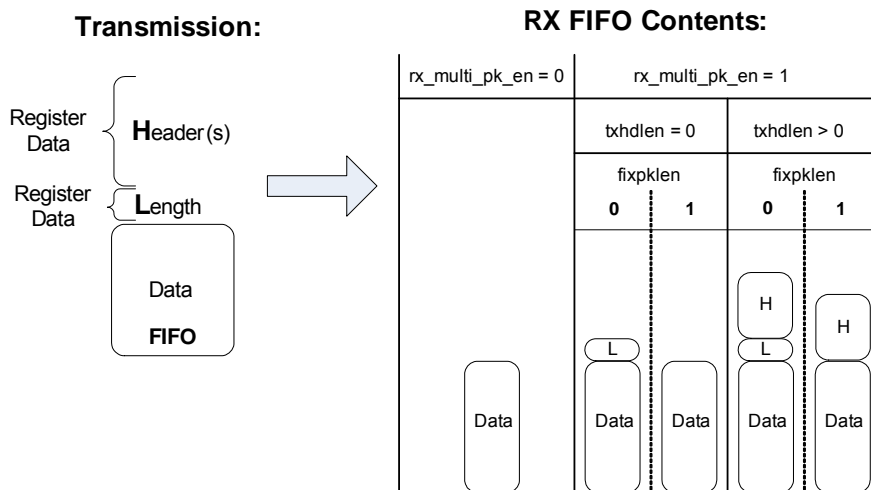 Transmission:
RX FIFO Contents:
Register
Data
Header(s)
Register
Data
Length
Data
FIFO
rx_multi_pk_en = 0
rx_multi_pk_en = 1
txhdlen = 0
txhdlen > 0
fixpklen
fixpklen
0
1
0
1
H
H
L
L
Data
Data
Data
Data
Data